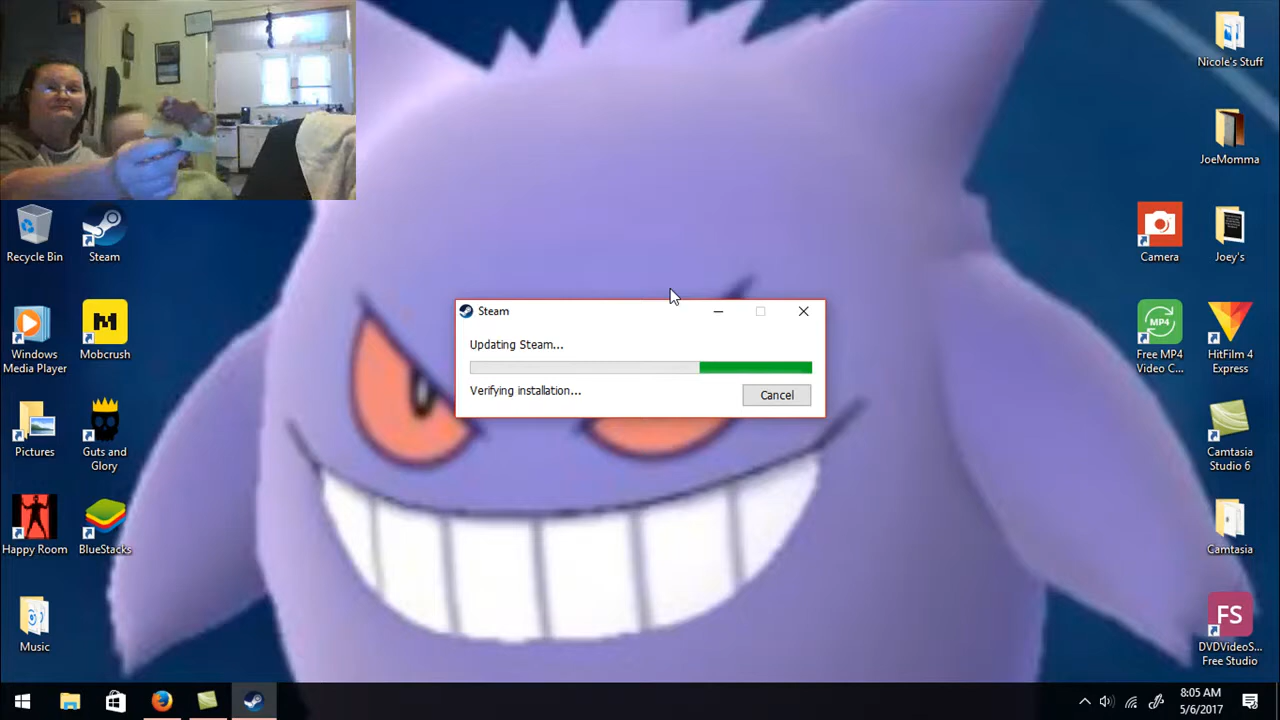 Nicole's Stuff
JoeMomma
Recycle Bin
Steam
Camera
Joey's
Steam
Updating Steam...
Verifying installation...
Cancel
Windows
Media Player
M
Mobcrush
MP4
Free MP4
Video C...
HitFilm 4
Express
Pictures
Guts and
Glory
Camtasia
Studio 6
Happy Room
BlueStacks
Camtasia
Music
FS
DVDVideoS...
Free Studio
8:05 AM
5/6/2017